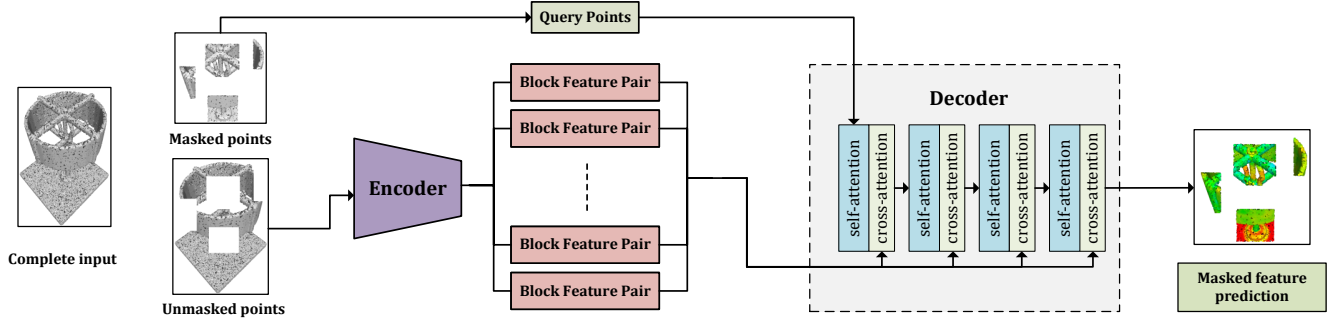 Query Points
Masked points
Complete input
Unmasked points
Encoder
Block Feature Pair
Block Feature Pair
Block Feature Pair
Block Feature Pair
Decoder
self-attention
cross-attention
self-attention
cross-attention
self-attention
cross-attention
self-attention
cross-attention
Masked feature
prediction